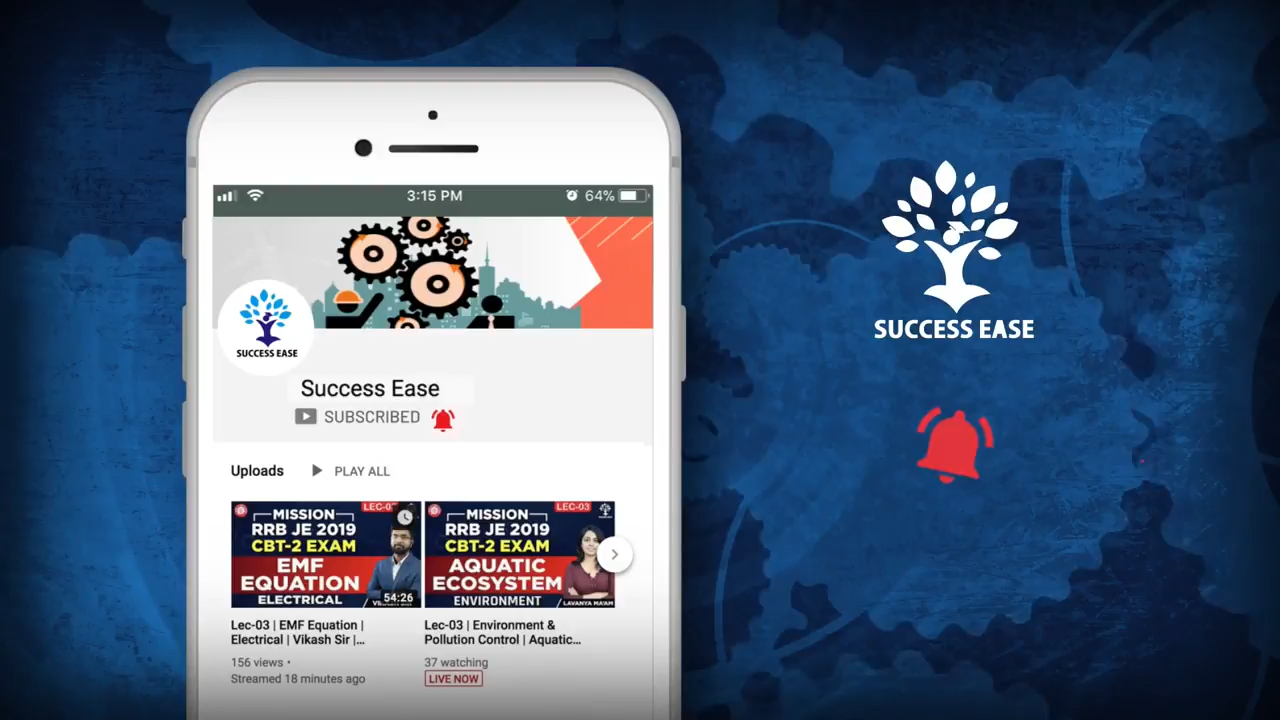 3:15 PM
64%
SUCCESS EASE
Success Ease
SUBSCRIBED
Uploads
PLAY ALL
LEC-0
MISSION
RRB JE 2019
CBT-2 EXAM
EMF
EQUATION
ELECTRICAL
54:26
Lec-03 | EMF Equation |
Electrical | Vikash Sir |...
156 views •
Streamed 18 minutes ago
LEC-03
MISSION
RRB JE 2019
CBT-2 EXAM
AQUATIC
ECOSYSTEM
ENVIRONMENT
LAVANYA MA'AM
Lec-03 | Environment &
Pollution Control | Aquatic...
37 watching
LIVE NOW
SUCCESS EASE